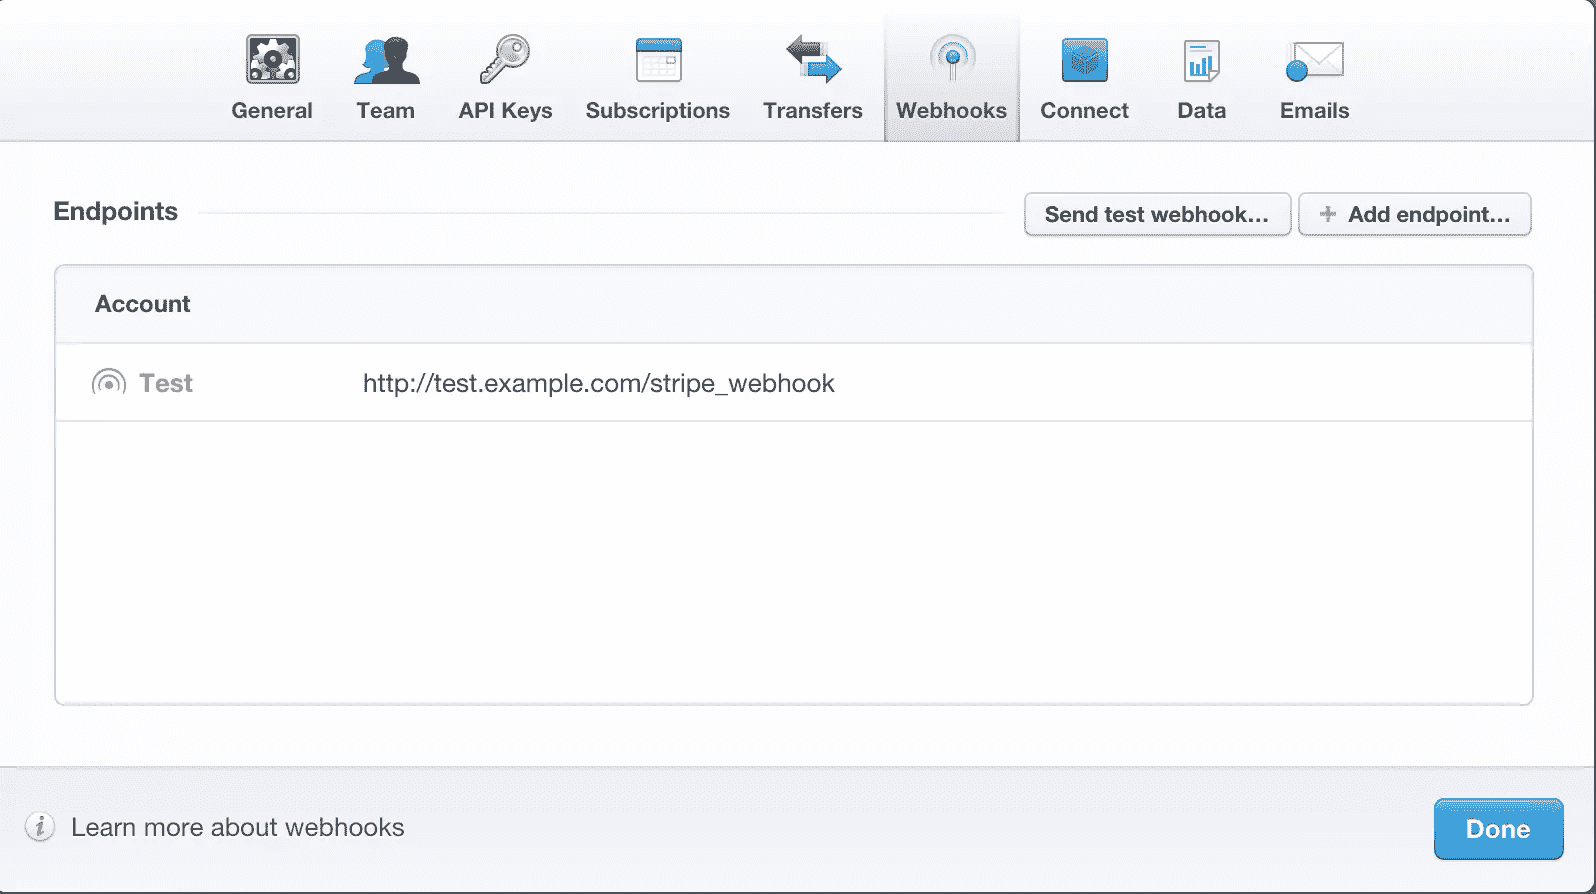 General Team API Keys Subscriptions Transfers Webhooks Connect Data Emails
Endpoints Send test webhook... + Add endpoint...
Account
Test http://test.example.com/stripe_webhook
i Learn more about webhooks Done